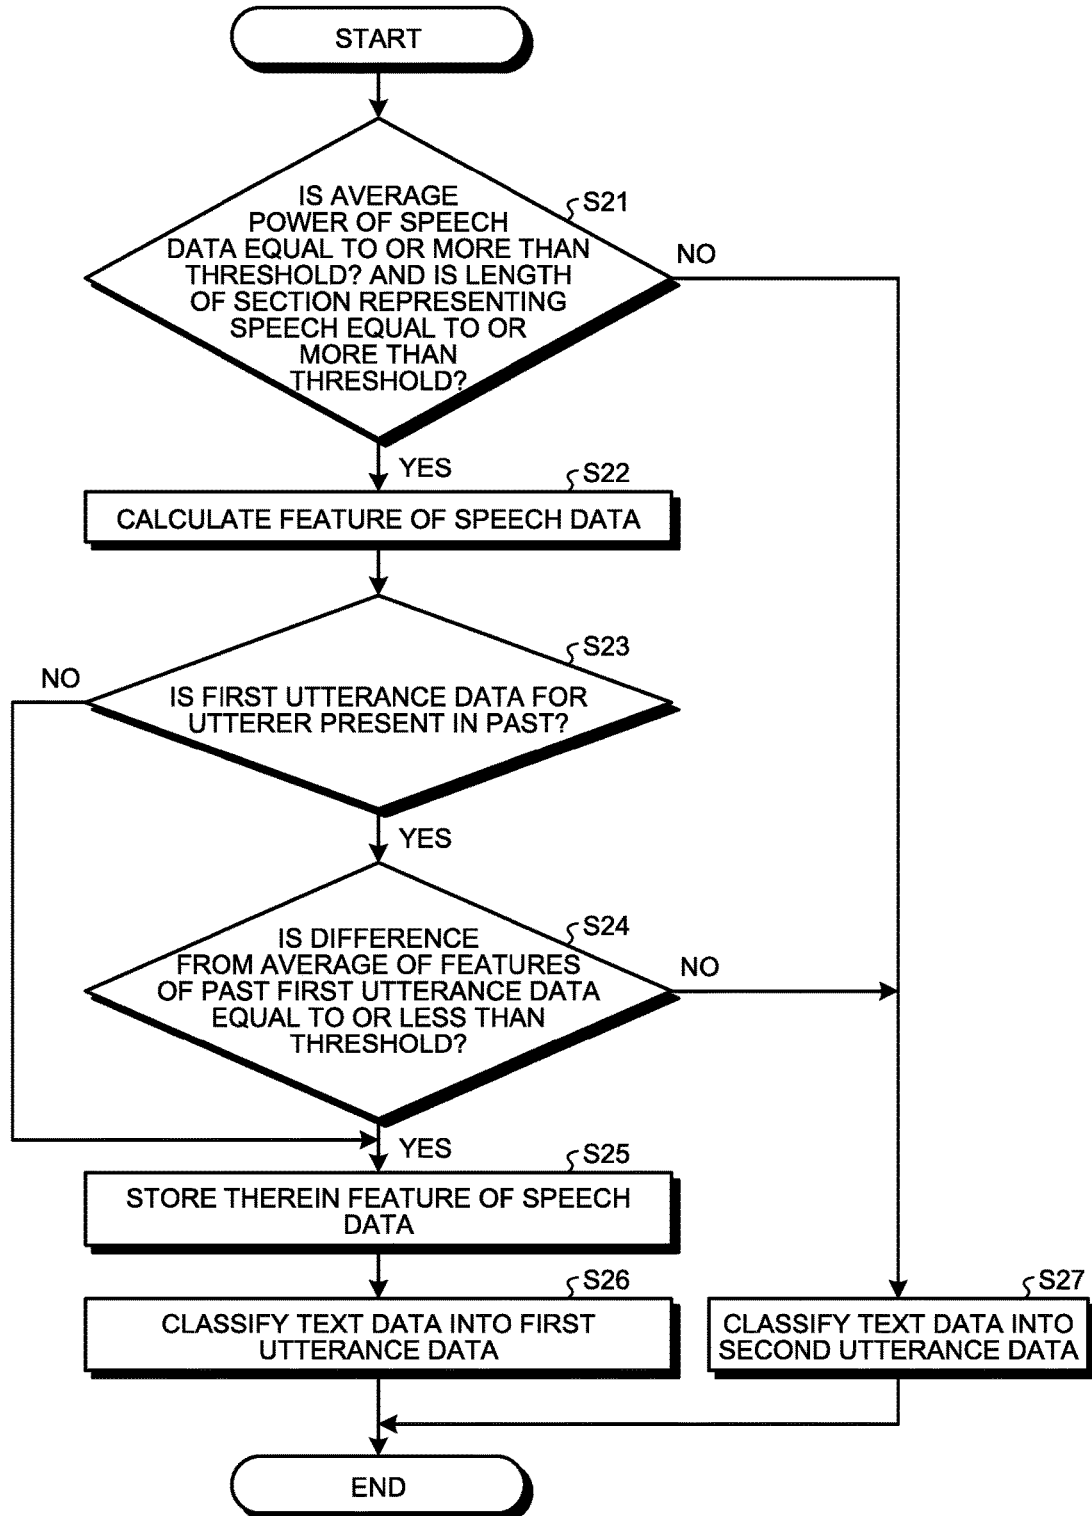 START
S21
IS AVERAGE
POWER OF SPEECH
DATA EQUAL TO OR MORE THAN
THRESHOLD? AND IS LENGTH
OF SECTION REPRESENTING
SPEECH EQUAL TO OR
MORE THAN
THRESHOLD?
NO
YES
S22
CALCULATE FEATURE OF SPEECH DATA
S23
NO
IS FIRST UTTERANCE DATA FOR
UTTERER PRESENT IN PAST?
YES
S24
IS DIFFERENCE
FROM AVERAGE OF FEATURES
OF PAST FIRST UTTERANCE DATA
EQUAL TO OR LESS THAN
THRESHOLD?
NO
YES
S25
STORE THEREIN FEATURE OF SPEECH
DATA
S26
CLASSIFY TEXT DATA INTO FIRST
UTTERANCE DATA
S27
CLASSIFY TEXT DATA INTO
SECOND UTTERANCE DATA
END